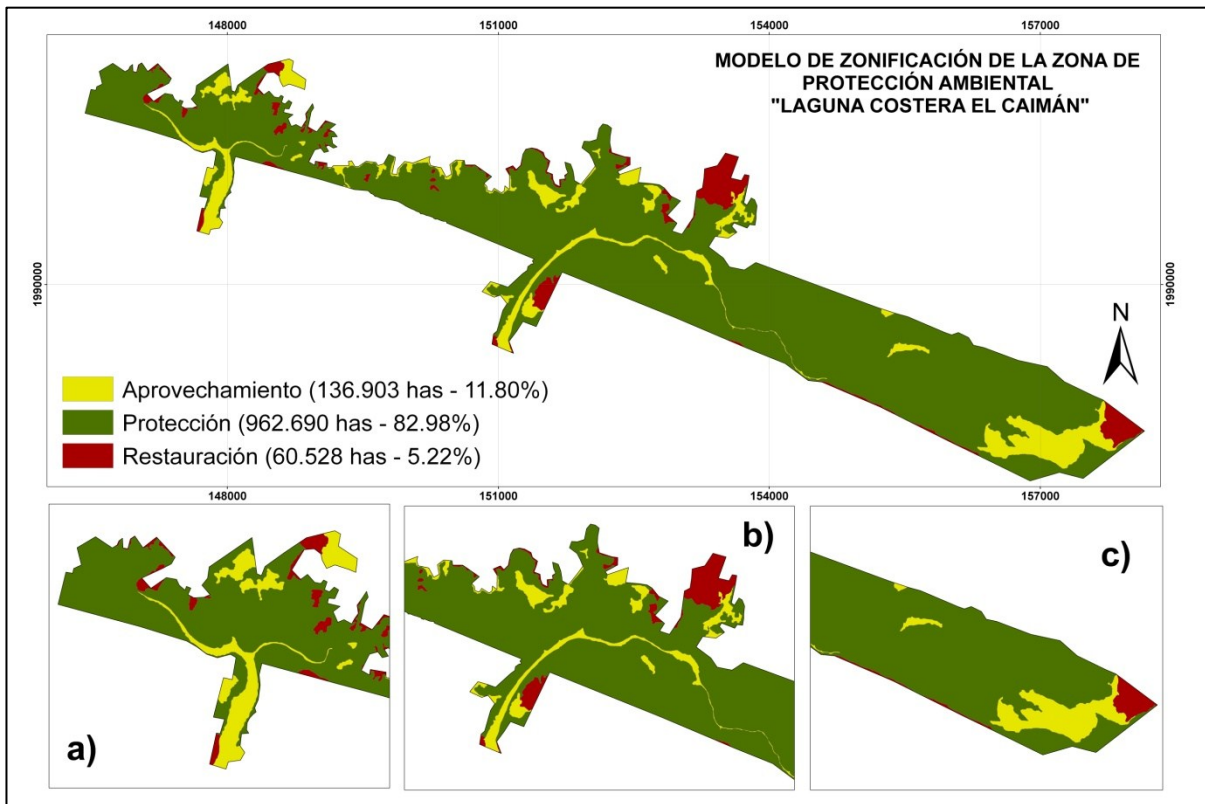 148000
151000
154000
157000
MODELO DE ZONIFICACIÓN DE LA ZONA DE
PROTECCIÓN AMBIENTAL
"LAGUNA COSTERA EL CAIMÁN"
1990000
1990000
N
Aprovechamiento (136.903 has - 11.80%)
Protección (962.690 has - 82.98%)
Restauración (60.528 has - 5.22%)
148000
151000
154000
157000
a)
b)
c)